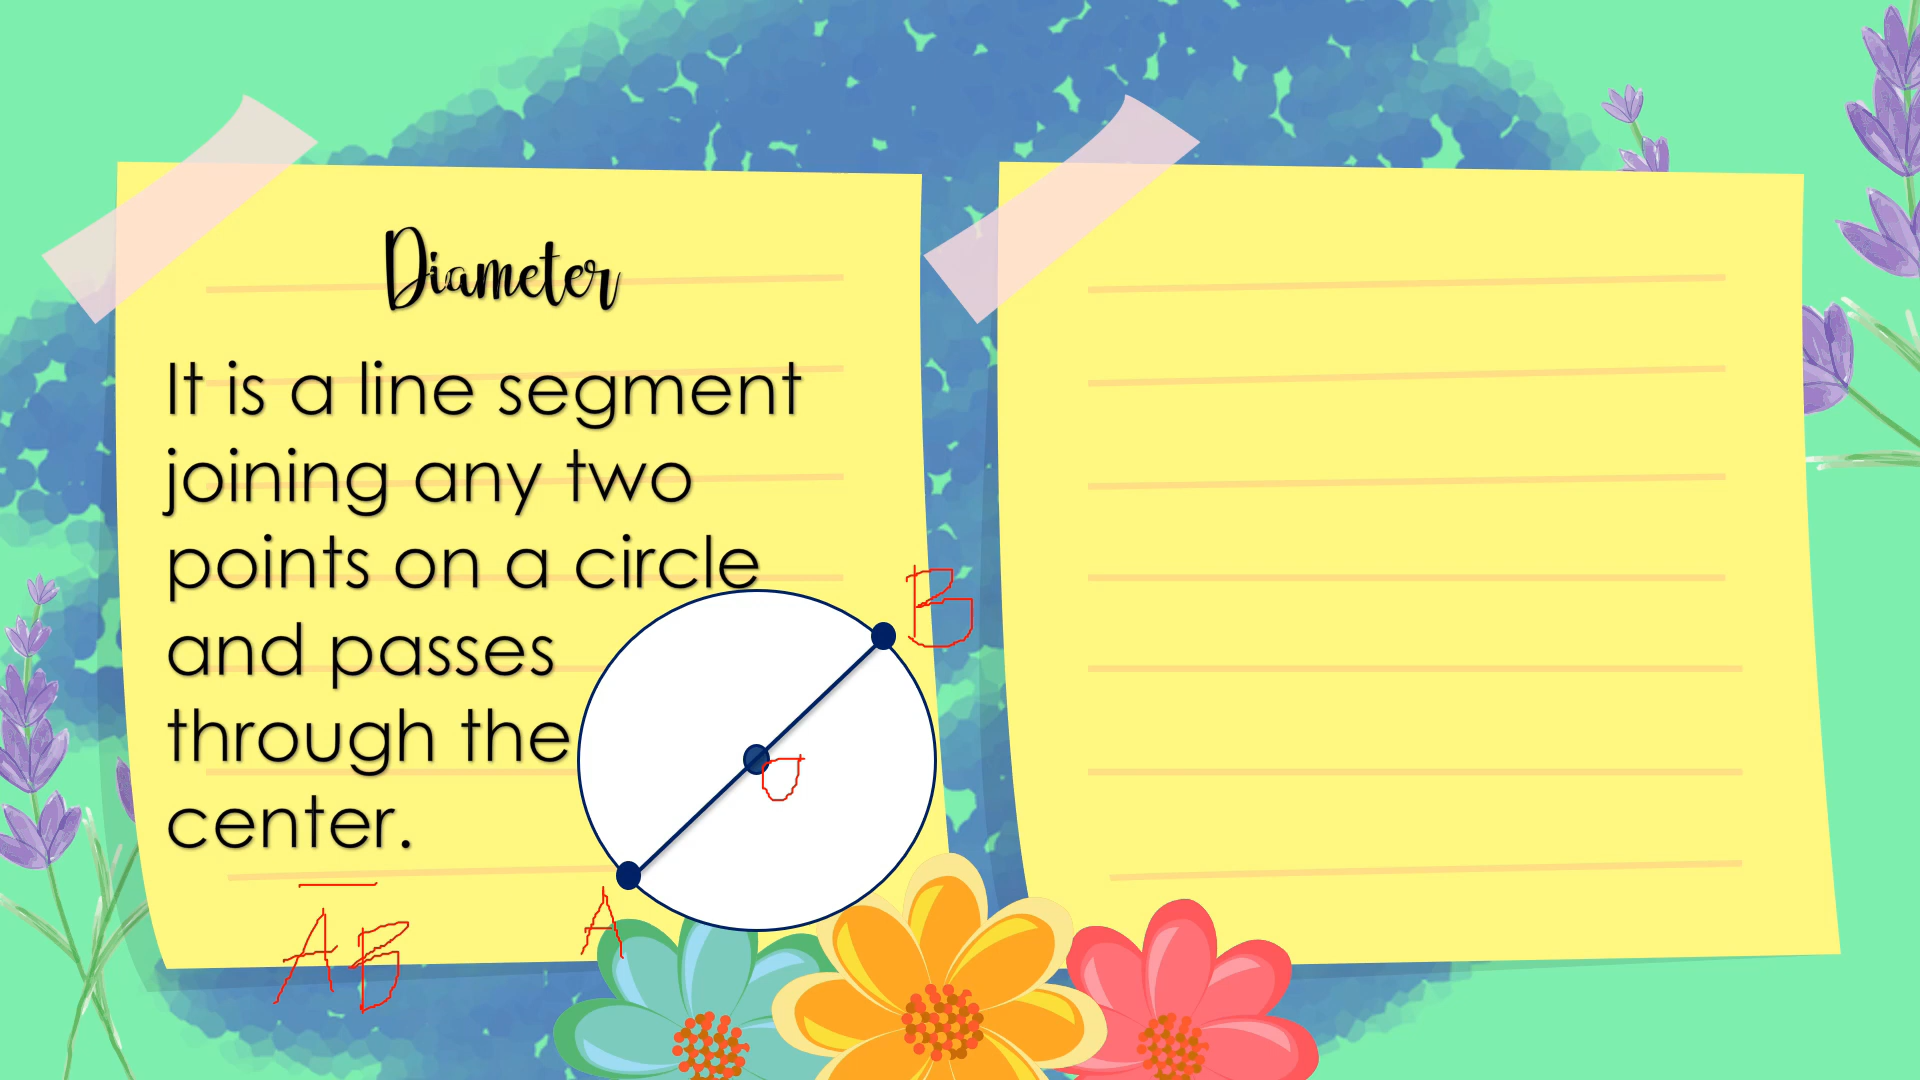 Diameter
It is a line segment
joining any two
points on a circle
and passes
through the
center.
B
O
A
AB